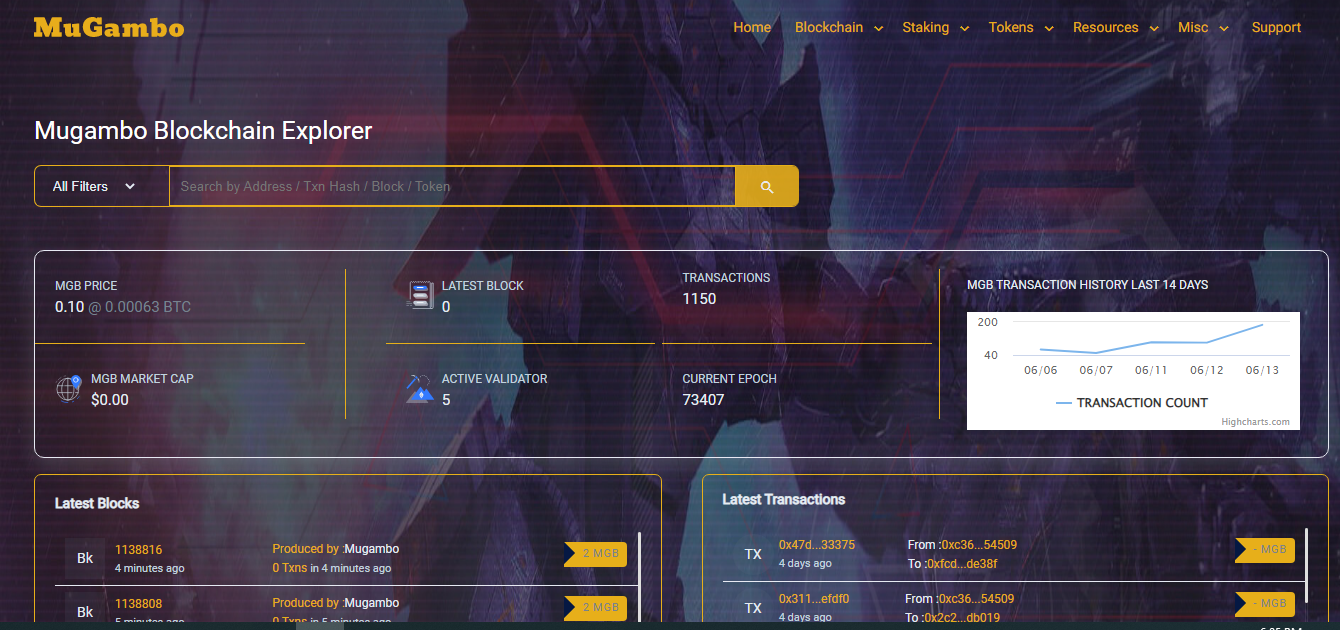 MuGambo
Home Blockchain Staking Tokens Resources Misc Support
Mugambo Blockchain Explorer
All Filters Search by Address / Txn Hash / Block / Token
MGB PRICE
0.10 @ 0.00063 BTC
LATEST BLOCK
0
TRANSACTIONS
1150
MGB MARKET CAP
$0.00
ACTIVE VALIDATOR
5
CURRENT EPOCH
73407
MGB TRANSACTION HISTORY LAST 14 DAYS
200
40
06/06 06/07 06/11 06/12 06/13
TRANSACTION COUNT
Highcharts.com
Latest Blocks
Bk
1138816
4 minutes ago
Produced by :Mugambo
0 Txns in 4 minutes ago
2 MGB
Bk
1138808
5 minutes ago
Produced by :Mugambo
0 Txns in 5 minutes ago
2 MGB
Latest Transactions
TX
0x47d...33375
4 days ago
From :0xc36...54509
To :0xfcd...de38f
- MGB
TX
0x311...efdf0
4 days ago
From :0xc36...54509
To :0x2c2...db019
- MGB